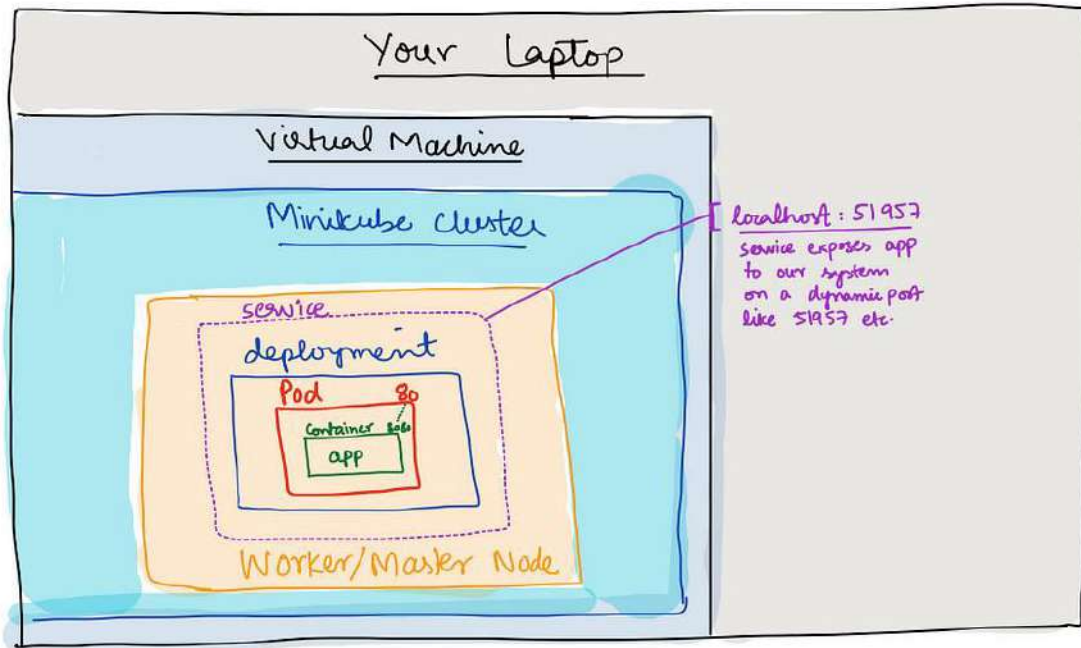 Your Laptop
Virtual Machine
Minikube cluster
localhost: 51957
service exposes app
to our system
on a dynamic port
like 51957 etc.
service
deployment
Pod 80
Container 8080
app
Worker/Master Node